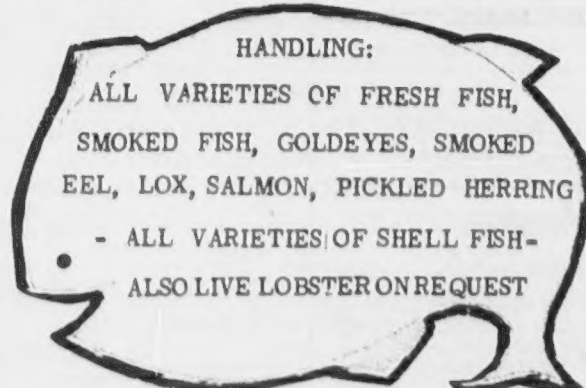 HANDLING:
ALL VARIETIES OF FRESH FISH,
SMOKED FISH, GOLDEYES, SMOKED
EEL, LOX, SALMON, PICKLED HERRING
- ALL VARIETIES OF SHELL FISH-
ALSO LIVE LOBSTER ON REQUEST